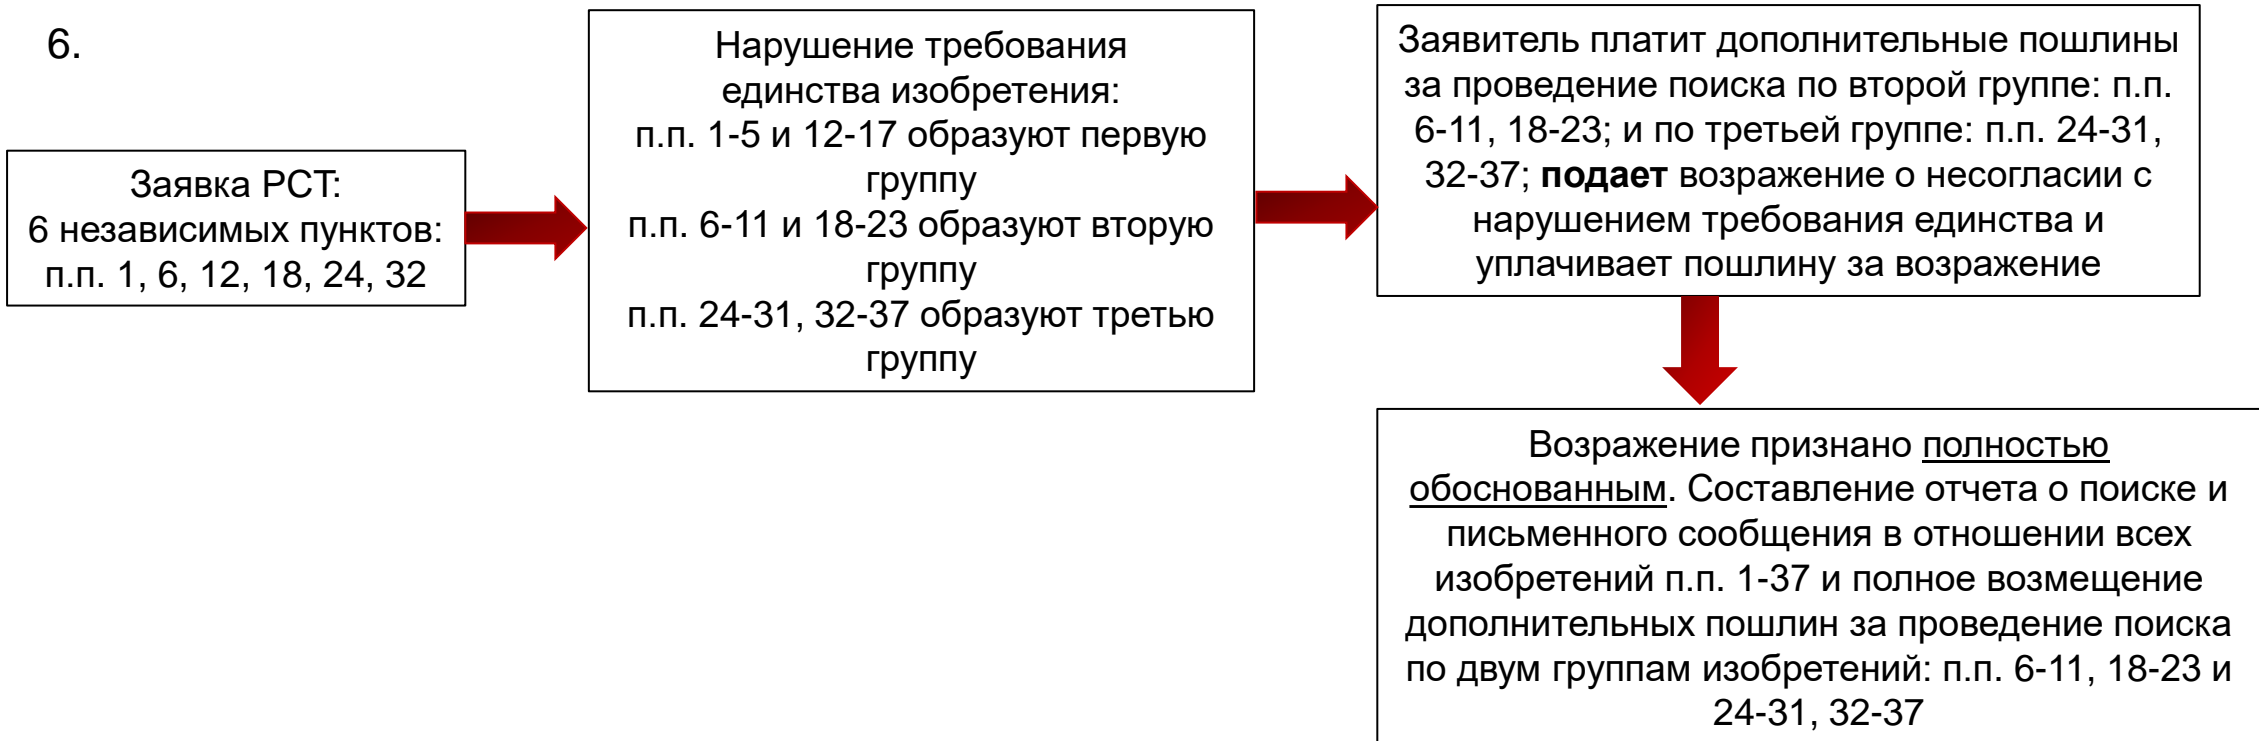 6.
Заявка РСТ:
6 независимых пунктов:
п.п. 1, 6, 12, 18, 24, 32
Нарушение требования
единства изобретения:
п.п. 1-5 и 12-17 образуют первую
группу
п.п. 6-11 и 18-23 образуют вторую
группу
п.п. 24-31, 32-37 образуют третью
группу
Заявитель платит дополнительные пошлины
за проведение поиска по второй группе: п.п.
6-11, 18-23; и по третьей группе: п.п. 24-31,
32-37; подает возражение о несогласии с
нарушением требования единства и
уплачивает пошлину за возражение
Возражение признано полностью
обоснованным. Составление отчета о поиске и
письменного сообщения в отношении всех
изобретений п.п. 1-37 и полное возмещение
дополнительных пошлин за проведение поиска
по двум группам изобретений: п.п. 6-11, 18-23 и
24-31, 32-37